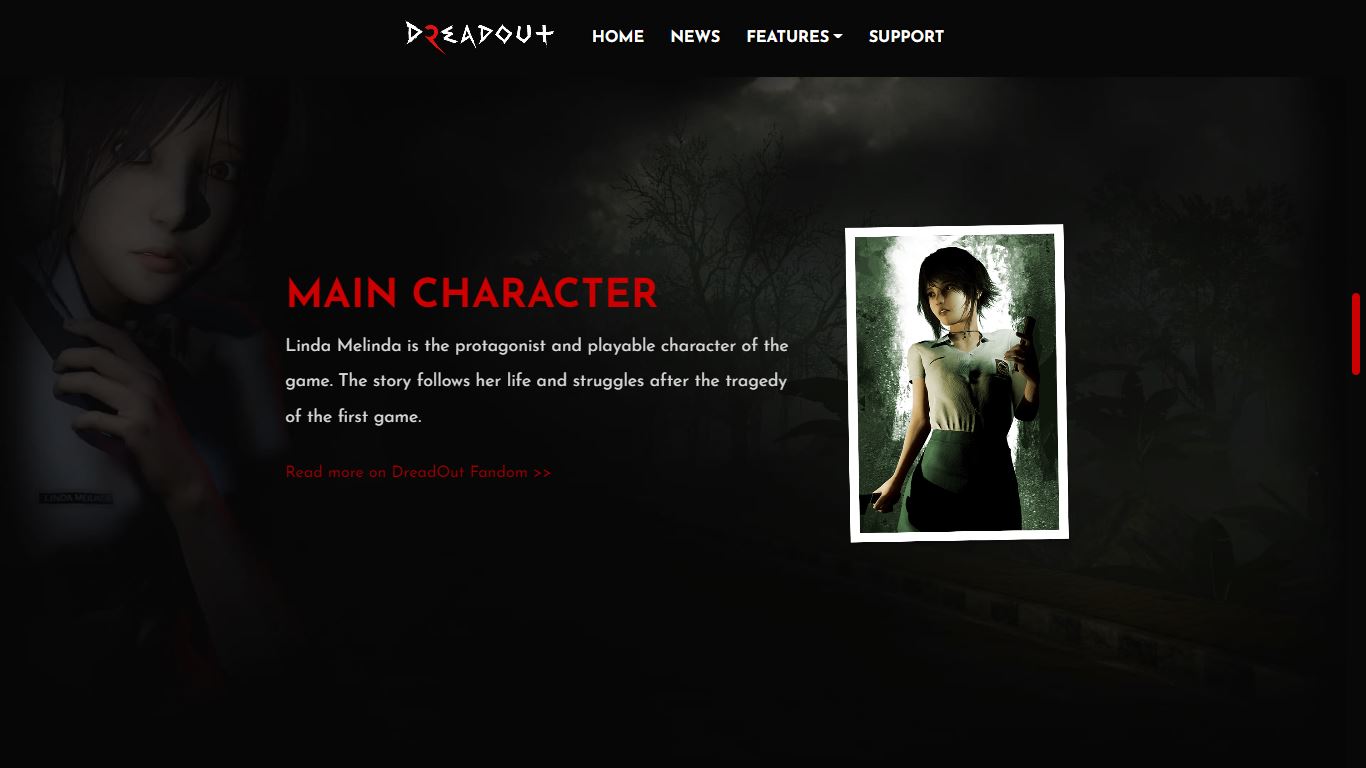 DREADOUT HOME NEWS FEATURES SUPPORT
MAIN CHARACTER
Linda Melinda is the protagonist and playable character of the
game. The story follows her life and struggles after the tragedy
of the first game.
Read more on DreadOut Fandom >>
LINDA MELINDA